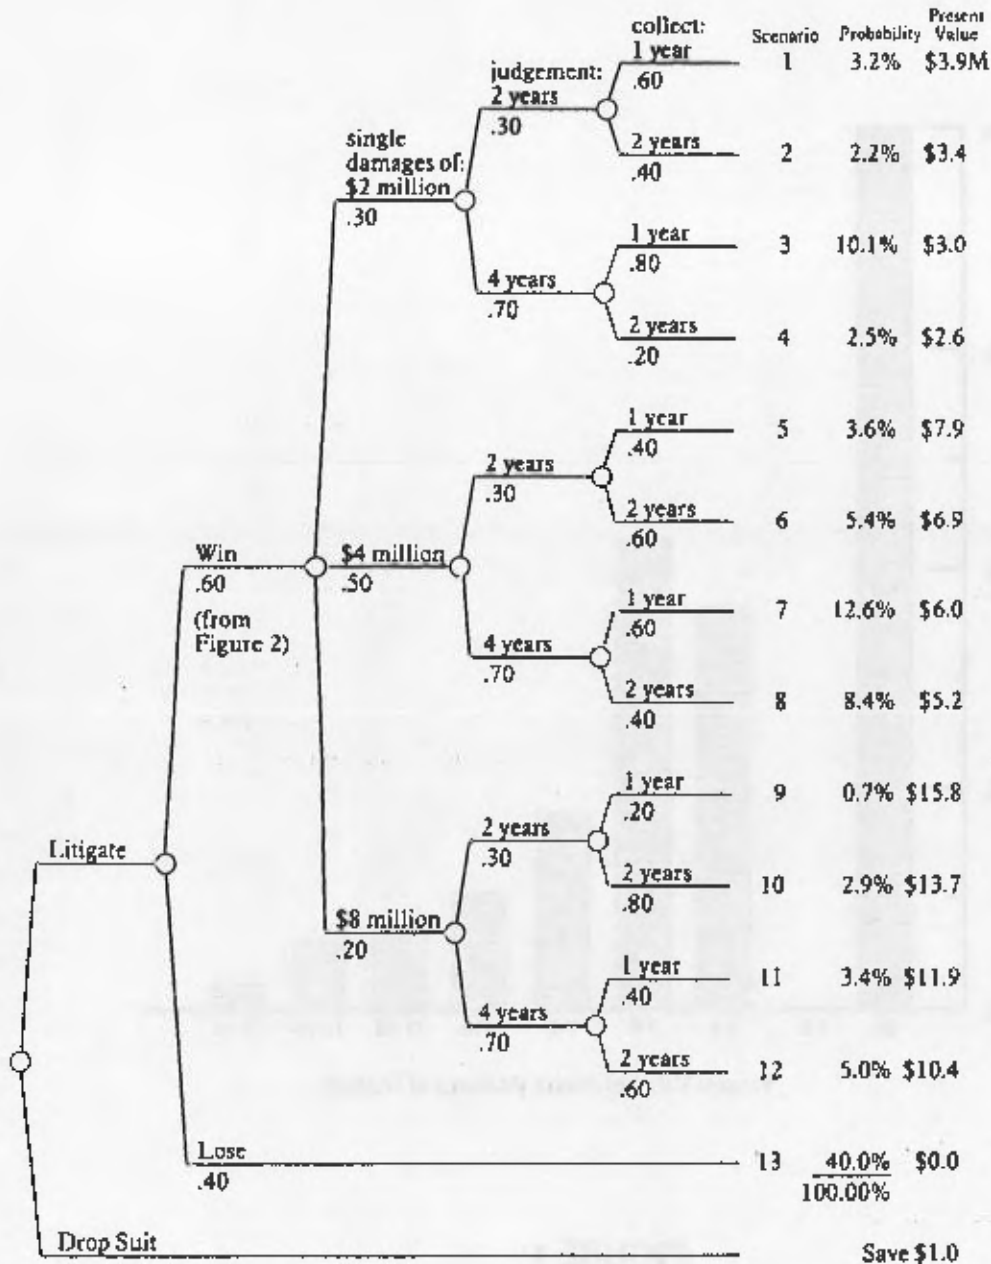 Scenario Probability Present Value
collect:
1 year
.60
1 3.2% $3.9M
judgement:
2 years
.30
2 years
.40
2 2.2% $3.4
single
damages of:
$2 million
.30
1 year
.80
3 10.1% $3.0
4 years
.70
2 years
.20
4 2.5% $2.6
1 year
.40
5 3.6% $7.9
2 years
.30
2 years
.60
6 5.4% $6.9
Win
.60
(from
Figure 2)
$4 million
.50
1 year
.60
7 12.6% $6.0
4 years
.70
2 years
.40
8 8.4% $5.2
1 year
.20
9 0.7% $15.8
2 years
.30
2 years
.80
10 2.9% $13.7
Litigate
$8 million
.20
1 year
.40
11 3.4% $11.9
4 years
.70
2 years
.60
12 5.0% $10.4
Lose
.40
13 40.0% $0.0
100.00%
Drop Suit
Save $1.0